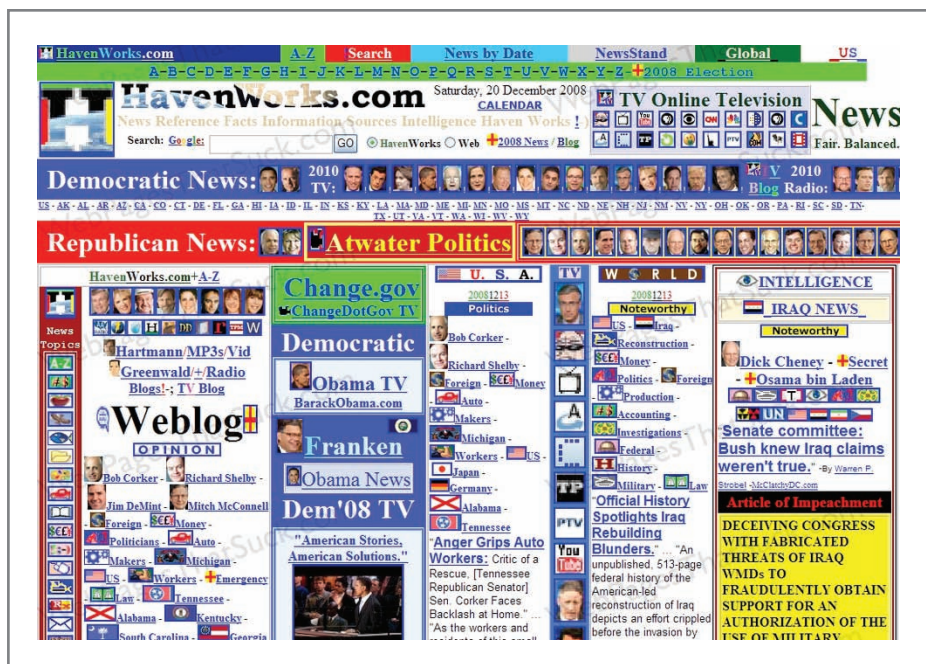 HavenWorks.com A-Z Search News by Date NewsStand Global US
A-B-C-D-E-F-G-H-I-J-K-L-M-N-O-P-Q-R-S-T-U-V-W-X-Y-Z-2008 Election
HavenWorks.com
Saturday, 20 December 2008
CALENDAR
News Reference Facts Information Sources Intelligence Haven Works !)
Search: Google: GO HavenWorks Web 2008 News / Blog
TV Online Television
News
Fair. Balanced.
Democratic News: 2010 TV: V Blog 2010 Radio:
US - AK - AL - AR - AZ - CA - CO - CT - DE - FL - GA - HI - IA - ID - IL - IN - KS - KY - LA - MA - MD - ME - MI - MN - MO - MS - MT - NC - ND - NE - NH - NJ - NM - NV - NY - OH - OK - OR - PA - RI - SC - SD - TN-
TX - UT - VA - VT - WA - WI - WV - WY
Republican News: Atwater Politics
HavenWorks.com+A-Z
News
Topics
A-Z
Hartmann/MP3s/Vid
Greenwald/+/Radio
Blogs!-; TV Blog
Weblog
OPINION
Bob Corker - Richard Shelby -
Jim DeMint - Mitch McConnell
- Foreign - $€£¥ Money -
Politicians - Auto -
Makers - Michigan -
US - Workers - Emergency
- Law - Tennessee -
Alabama - Kentucky -
South Carolina - Georgia
Change.gov
ChangeDotGov TV
Democratic
Obama TV
BarackObama.com
Franken
Obama News
Dem'08 TV
"American Stories,
American Solutions."
U. S. A.
20081213
Politics
Bob Corker -
Richard Shelby -
Foreign - $€£¥ Money
- Auto -
Makers -
Michigan -
Workers - US -
Japan -
Germany -
Alabama -
Tennessee
"Anger Grips Auto
Workers: Critic of a
Rescue, [Tennessee
Republican Senator]
Sen. Corker Faces
Backlash at Home." ...
"As the workers and
residents of this small
TV
TP
PTV
You
Tube
WORLD
20081213
Noteworthy
US - Iraq -
Reconstruction -
$€£¥ Money -
Politics - Foreign
- Production -
Accounting -
Investigations -
Federal -
History -
Military - Law
"Official History
Spotlights Iraq
Rebuilding
Blunders." ... "An
unpublished, 513-page
federal history of the
American-led
reconstruction of Iraq
depicts an effort crippled
before the invasion by
INTELLIGENCE
IRAQ NEWS
Noteworthy
Dick Cheney - Secret
- Osama bin Laden
UN
Senate committee:
Bush knew Iraq claims
weren't true." -By Warren P.
Strobel -McClatchyDC.com
Article of Impeachment
DECEIVING CONGRESS
WITH FABRICATED
THREATS OF IRAQ
WMDs TO
FRAUDULENTLY OBTAIN
SUPPORT FOR AN
AUTHORIZATION OF THE
USE OF MILITARY